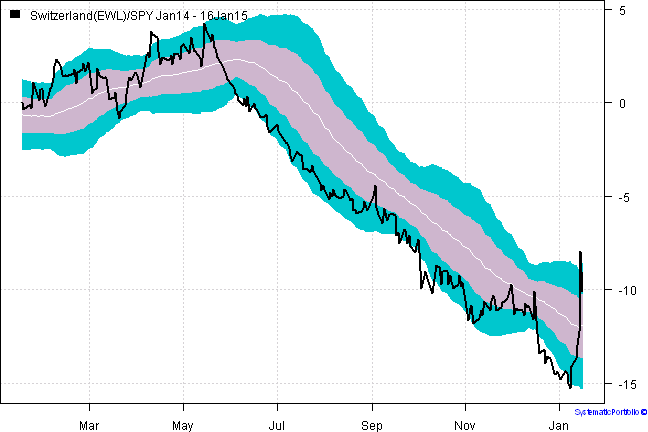 Switzerland(EWL)/SPY Jan14 - 16Jan15
5
0
-5
-10
-15
Mar May Jul Sep Nov Jan
SystematicPortfolio ©